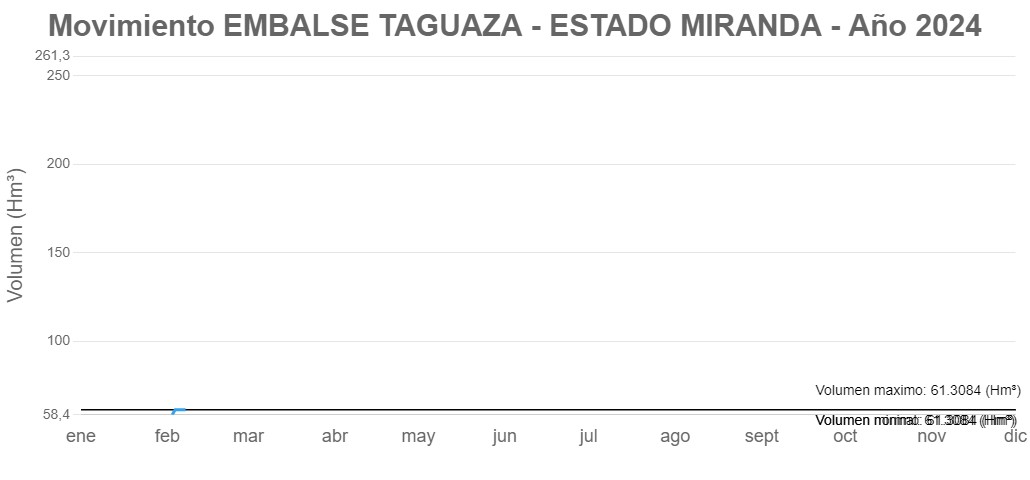 Movimiento EMBALSE TAGUAZA - ESTADO MIRANDA - Año 2024
261,3
250
200
150
100
58,4
Volumen (Hm³)
Volumen maximo: 61.3084 (Hm³)
Volumen
ene feb mar abr may jun jul ago sept oct nov dic